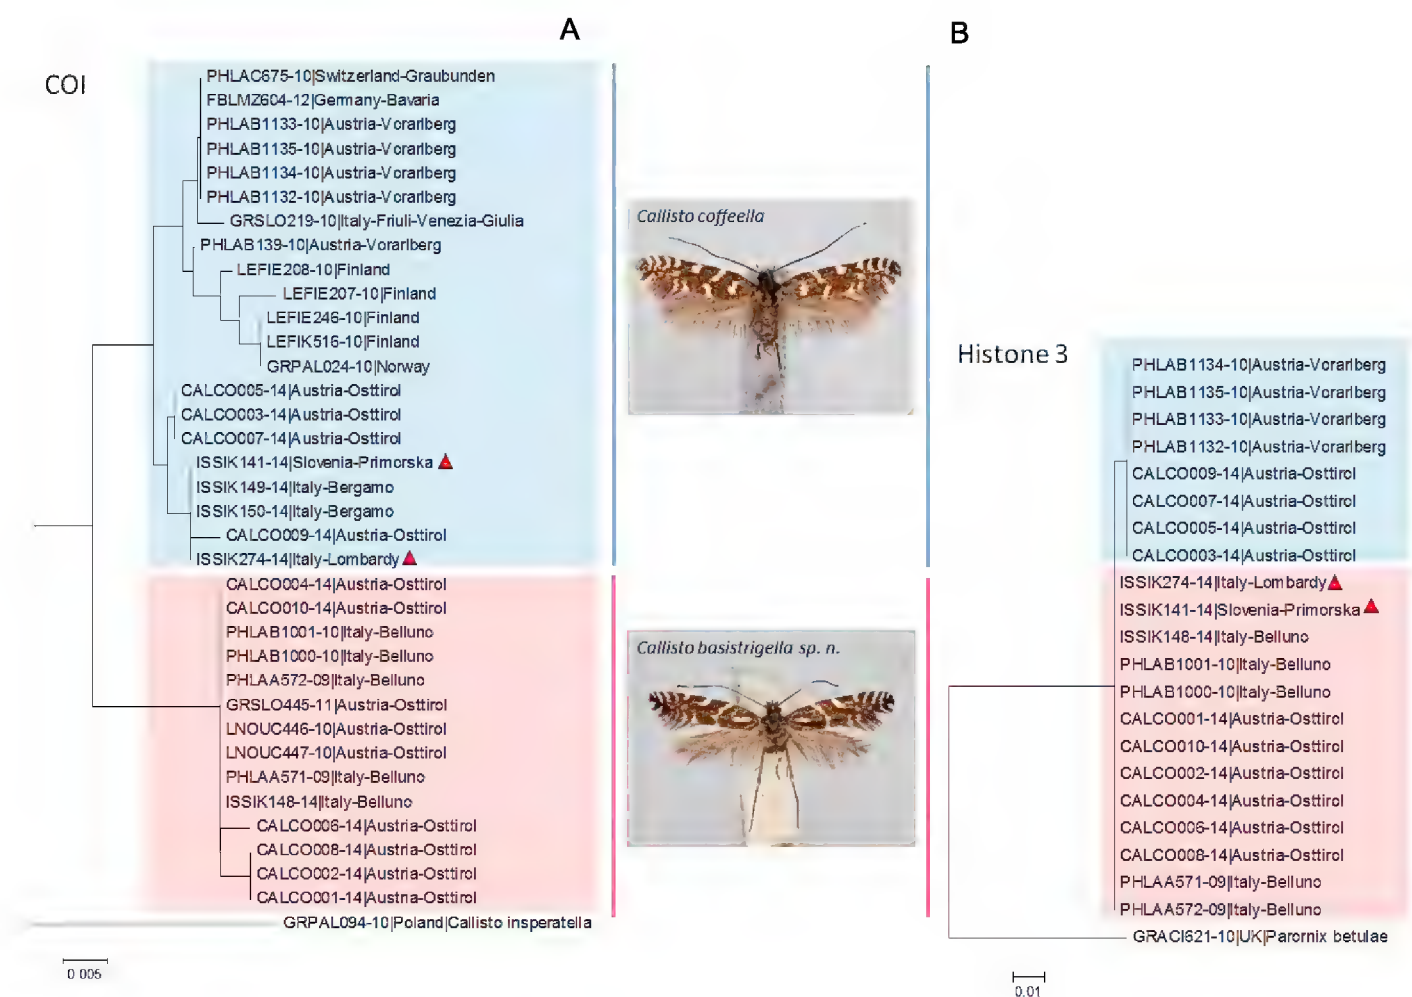 A
COI
PHLAC675-10|Switzerland-Graubunden
FBLMZ604-12|Germany-Bavaria
PHLAB1133-10|Austria-Vorarlberg
PHLAB1135-10|Austria-Vorarlberg
PHLAB1134-10|Austria-Vorarlberg
PHLAB1132-10|Austria-Vorarlberg
GRSLO219-10|Italy-Friuli-Venezia-Giulia
PHLAB139-10|Austria-Vorarlberg
LEFIE208-10|Finland
LEFIE207-10|Finland
LEFIE246-10|Finland
LEFIK516-10|Finland
GRPAL024-10|Norway
CALCO005-14|Austria-Osttirol
CALCO003-14|Austria-Osttirol
CALCO007-14|Austria-Osttirol
ISSIK141-14|Slovenia-Primorska
ISSIK149-14|Italy-Bergamo
ISSIK150-14|Italy-Bergamo
CALCO009-14|Austria-Osttirol
ISSIK274-14|Italy-Lombardy
CALCO004-14|Austria-Osttirol
CALCO010-14|Austria-Osttirol
PHLAB1001-10|Italy-Belluno
PHLAB1000-10|Italy-Belluno
PHLAA572-09|Italy-Belluno
GRSLO445-11|Austria-Osttirol
LNOUC446-10|Austria-Osttirol
LNOUC447-10|Austria-Osttirol
PHLAA571-09|Italy-Belluno
ISSIK148-14|Italy-Belluno
CALCO006-14|Austria-Osttirol
CALCO008-14|Austria-Osttirol
CALCO002-14|Austria-Osttirol
CALCO001-14|Austria-Osttirol
GRPAL094-10|Poland|Callisto insperatella
0.005
Callisto coffeella
Callisto basistrigella sp. n.
B
Histone 3
PHLAB1134-10|Austria-Vorarlberg
PHLAB1135-10|Austria-Vorarlberg
PHLAB1133-10|Austria-Vorarlberg
PHLAB1132-10|Austria-Vorarlberg
CALCO009-14|Austria-Osttirol
CALCO007-14|Austria-Osttirol
CALCO005-14|Austria-Osttirol
CALCO003-14|Austria-Osttirol
ISSIK274-14|Italy-Lombardy
ISSIK141-14|Slovenia-Primorska
ISSIK148-14|Italy-Belluno
PHLAB1001-10|Italy-Belluno
PHLAB1000-10|Italy-Belluno
CALCO001-14|Austria-Osttirol
CALCO010-14|Austria-Osttirol
CALCO002-14|Austria-Osttirol
CALCO004-14|Austria-Osttirol
CALCO006-14|Austria-Osttirol
CALCO008-14|Austria-Osttirol
PHLAA571-09|Italy-Belluno
PHLAA572-09|Italy-Belluno
GRACI621-10|UK|Parornix betulae
0.01